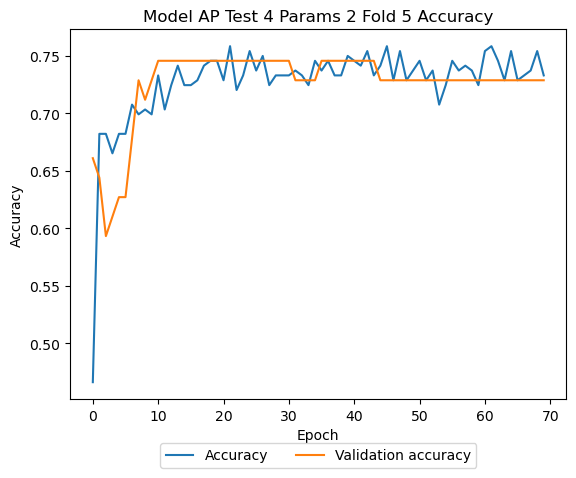 Model AP Test 4 Params 2 Fold 5 Accuracy
0.75
0.70
0.65
0.60
0.55
0.50
Accuracy
0 10 20 30 40 50 60 70
Epoch
Accuracy Validation accuracy